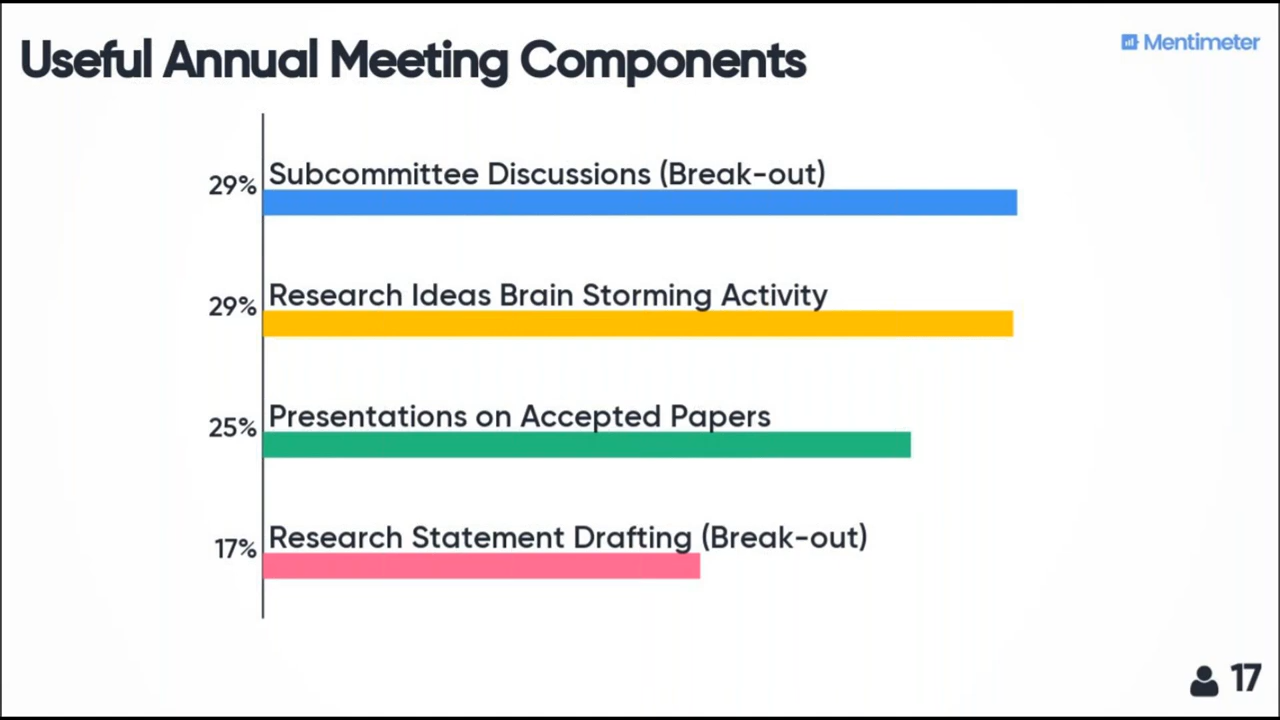 Useful Annual Meeting Components
Mentimeter
29% Subcommittee Discussions (Break-out)
29% Research Ideas Brain Storming Activity
25% Presentations on Accepted Papers
17% Research Statement Drafting (Break-out)
17